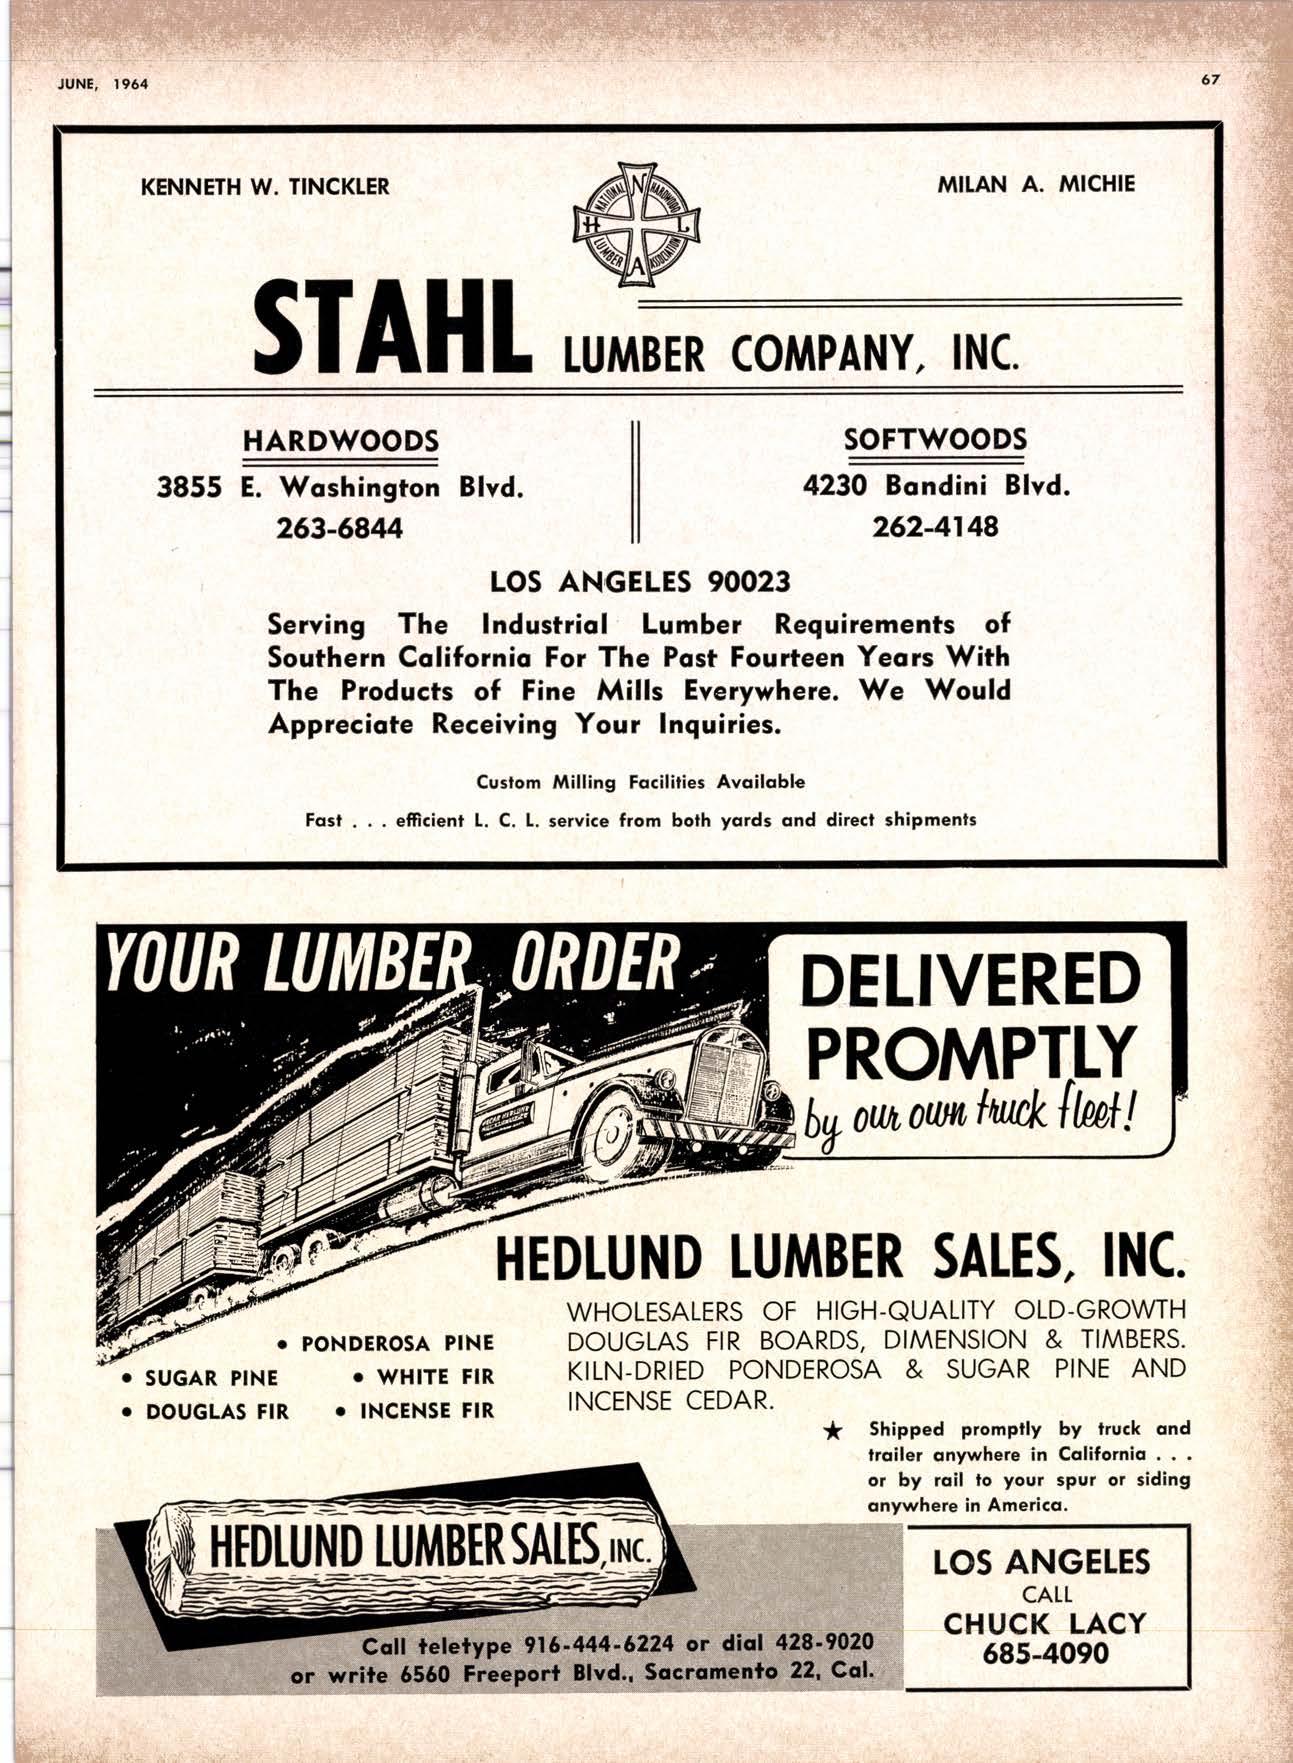 JUNE, 1964
67
KENNETH W. TINCKLER
MILAN A. MICHIE
NATIONAL HARDWOOD
N
H L
A
LUMBER ASSOCIATION
STAHL LUMBER COMPANY, INC.
HARDWOODS
3855 E. Washington Blvd.
263-6844
SOFTWOODS
4230 Bandini Blvd.
262-4148
LOS ANGELES 90023
Serving The Industrial Lumber Requirements of
Southern California For The Past Fourteen Years With
The Products of Fine Mills Everywhere. We Would
Appreciate Receiving Your Inquiries.
Custom Milling Facilities Available
Fast . . . efficient L. C. L. service from both yards and direct shipments
YOUR LUMBER ORDER
DELIVERED
PROMPTLY
by our own truck fleet!
HEDLUND LUMBER SALES, INC.
WHOLESALERS OF HIGH-QUALITY OLD-GROWTH
DOUGLAS FIR BOARDS, DIMENSION & TIMBERS.
KILN-DRIED PONDEROSA & SUGAR PINE AND
INCENSE CEDAR.
• PONDEROSA PINE
• SUGAR PINE • WHITE FIR
• DOUGLAS FIR • INCENSE FIR
★ Shipped promptly by truck and
trailer anywhere in California . . .
or by rail to your spur or siding
anywhere in America.
HEDLUND LUMBER SALES, INC.
Call teletype 916-444-6224 or dial 428-9020
or write 6560 Freeport Blvd., Sacramento 22, Cal.
LOS ANGELES
CALL
CHUCK LACY
685-4090